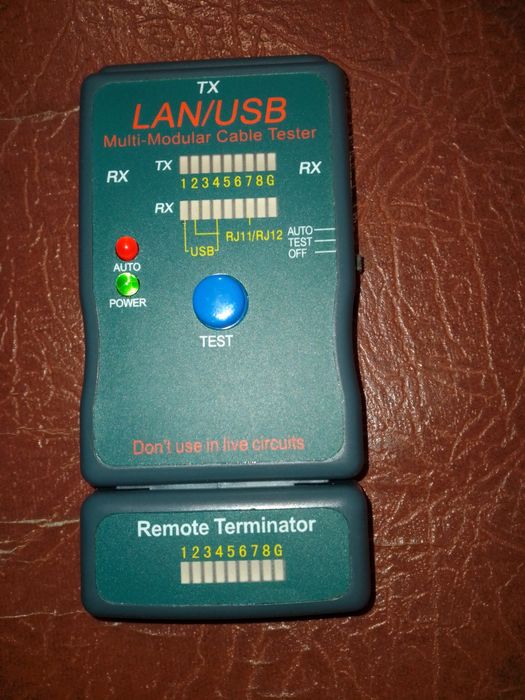 TX
LAN/USB
Multi-Modular Cable Tester
RX
TX
RX
12345678G
RX
RJ11/RJ12
USB
AUTO
TEST
OFF
AUTO
POWER
TEST
Don't use in live circuits
Remote Terminator
12345678G